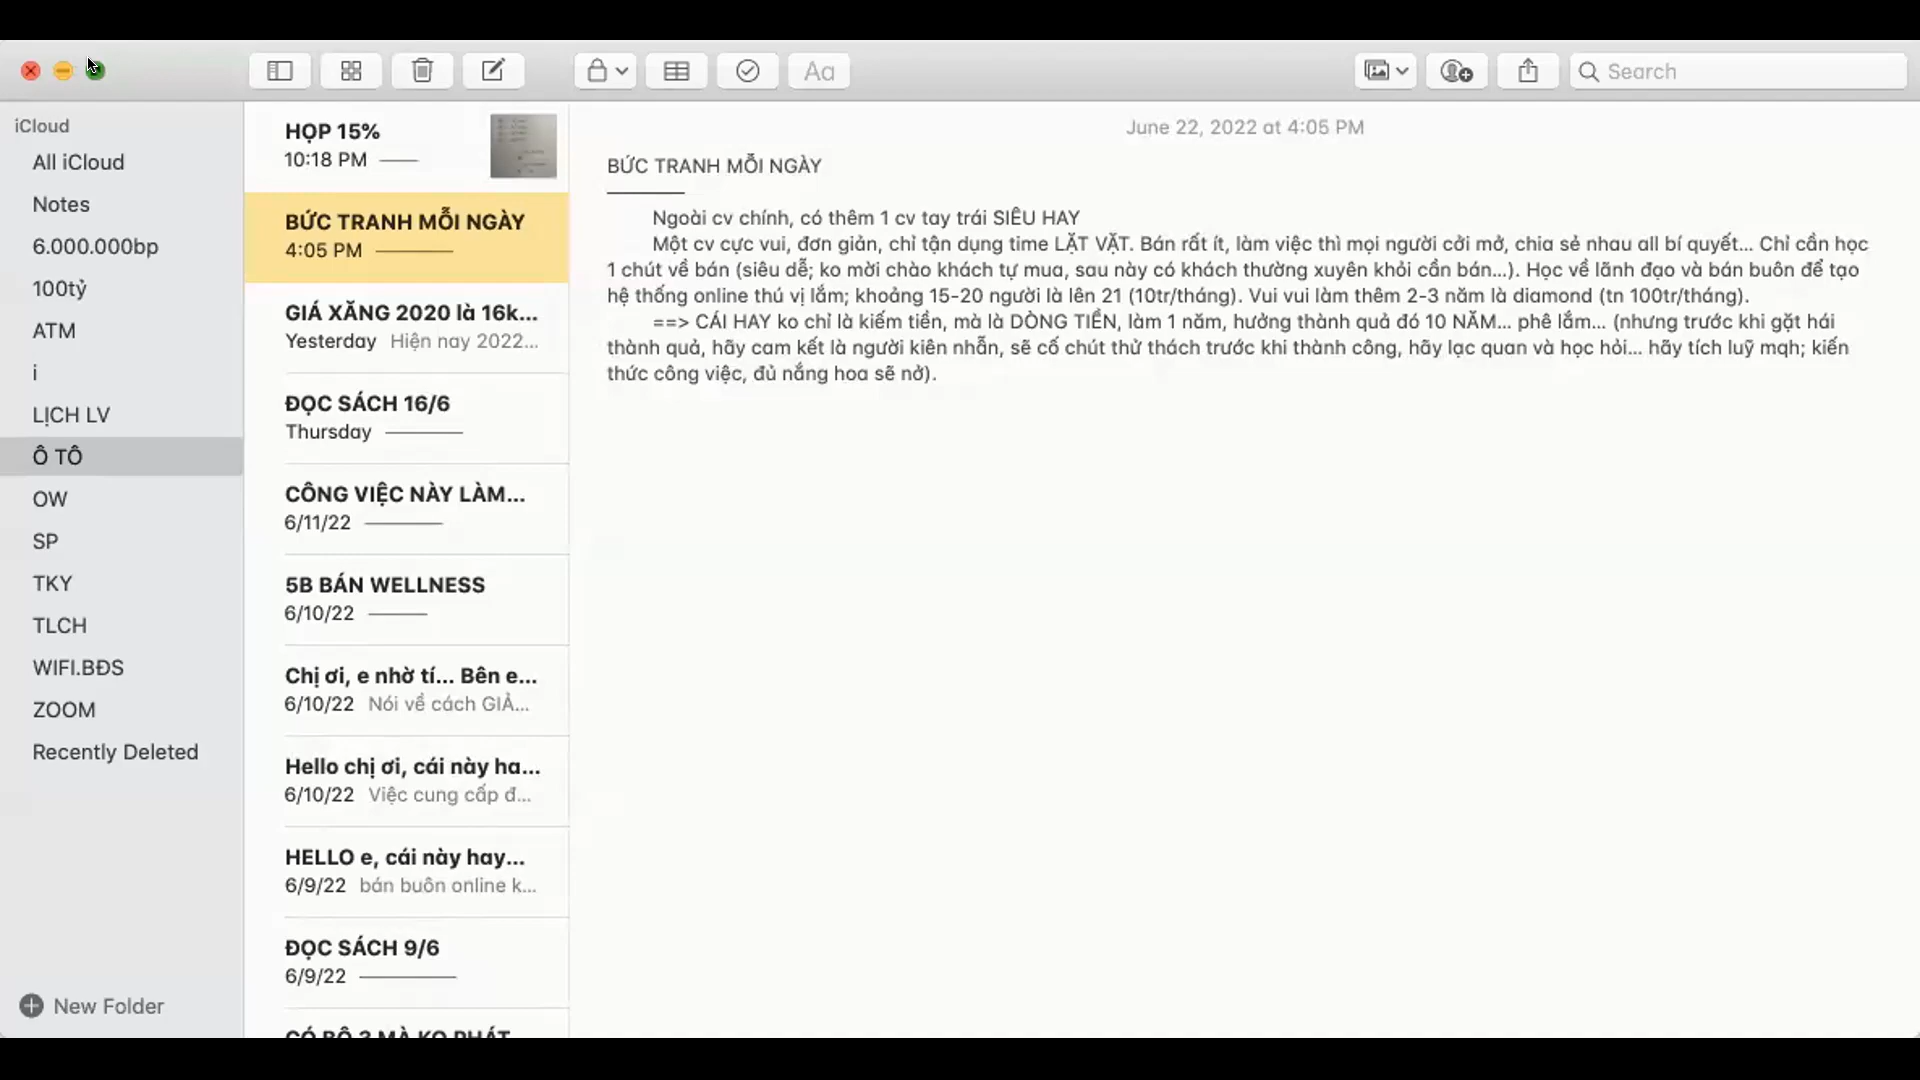 Aa
Search
iCloud
All iCloud
Notes
6.000.000bp
100tỷ
ATM
i
LỊCH LV
Ô TÔ
OW
SP
TKY
TLCH
WIFI.BĐS
ZOOM
Recently Deleted
New Folder
HỌP 15%
10:18 PM
BỨC TRANH MỖI NGÀY
4:05 PM
GIÁ XĂNG 2020 là 16k...
Yesterday Hiện nay 2022...
ĐỌC SÁCH 16/6
Thursday
CÔNG VIỆC NÀY LÀM...
6/11/22
5B BÁN WELLNESS
6/10/22
Chị ơi, e nhờ tí... Bên e...
6/10/22 Nói về cách GIẢ...
Hello chị ơi, cái này ha...
6/10/22 Việc cung cấp đ...
HELLO e, cái này hay...
6/9/22 bán buôn online k...
ĐỌC SÁCH 9/6
6/9/22
CÓ BÔ 3 MÀ KO PHÁT
June 22, 2022 at 4:05 PM
BỨC TRANH MỖI NGÀY
Ngoài cv chính, có thêm 1 cv tay trái SIÊU HAY
Một cv cực vui, đơn giản, chỉ tận dụng time LẶT VẶT. Bán rất ít, làm việc thì mọi người cởi mở, chia sẻ nhau all bí quyết... Chỉ cần học
1 chút về bán (siêu dễ; ko mời chào khách tự mua, sau này có khách thường xuyên khỏi cần bán...). Học về lãnh đạo và bán buôn để tạo
hệ thống online thú vị lắm; khoảng 15-20 người là lên 21 (10tr/tháng). Vui vui làm thêm 2-3 năm là diamond (tn 100tr/tháng).
==> CÁI HAY ko chỉ là kiếm tiền, mà là DÒNG TIỀN, làm 1 năm, hưởng thành quả đó 10 NĂM... phê lắm... (nhưng trước khi gặt hái
thành quả, hãy cam kết là người kiên nhẫn, sẽ cố chút thử thách trước khi thành công, hãy lạc quan và học hỏi... hãy tích luỹ mqh; kiến
thức công việc, đủ nắng hoa sẽ nở).